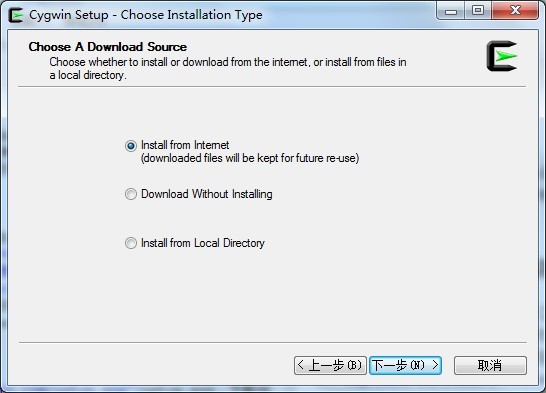 Cygwin Setup - Choose Installation Type
Choose A Download Source
Choose whether to install or download from the internet, or install from files in
a local directory.
Install from Internet
(downloaded files will be kept for future re-use)
Download Without Installing
Install from Local Directory
< 上一步(B)
下一步(N) >
取消